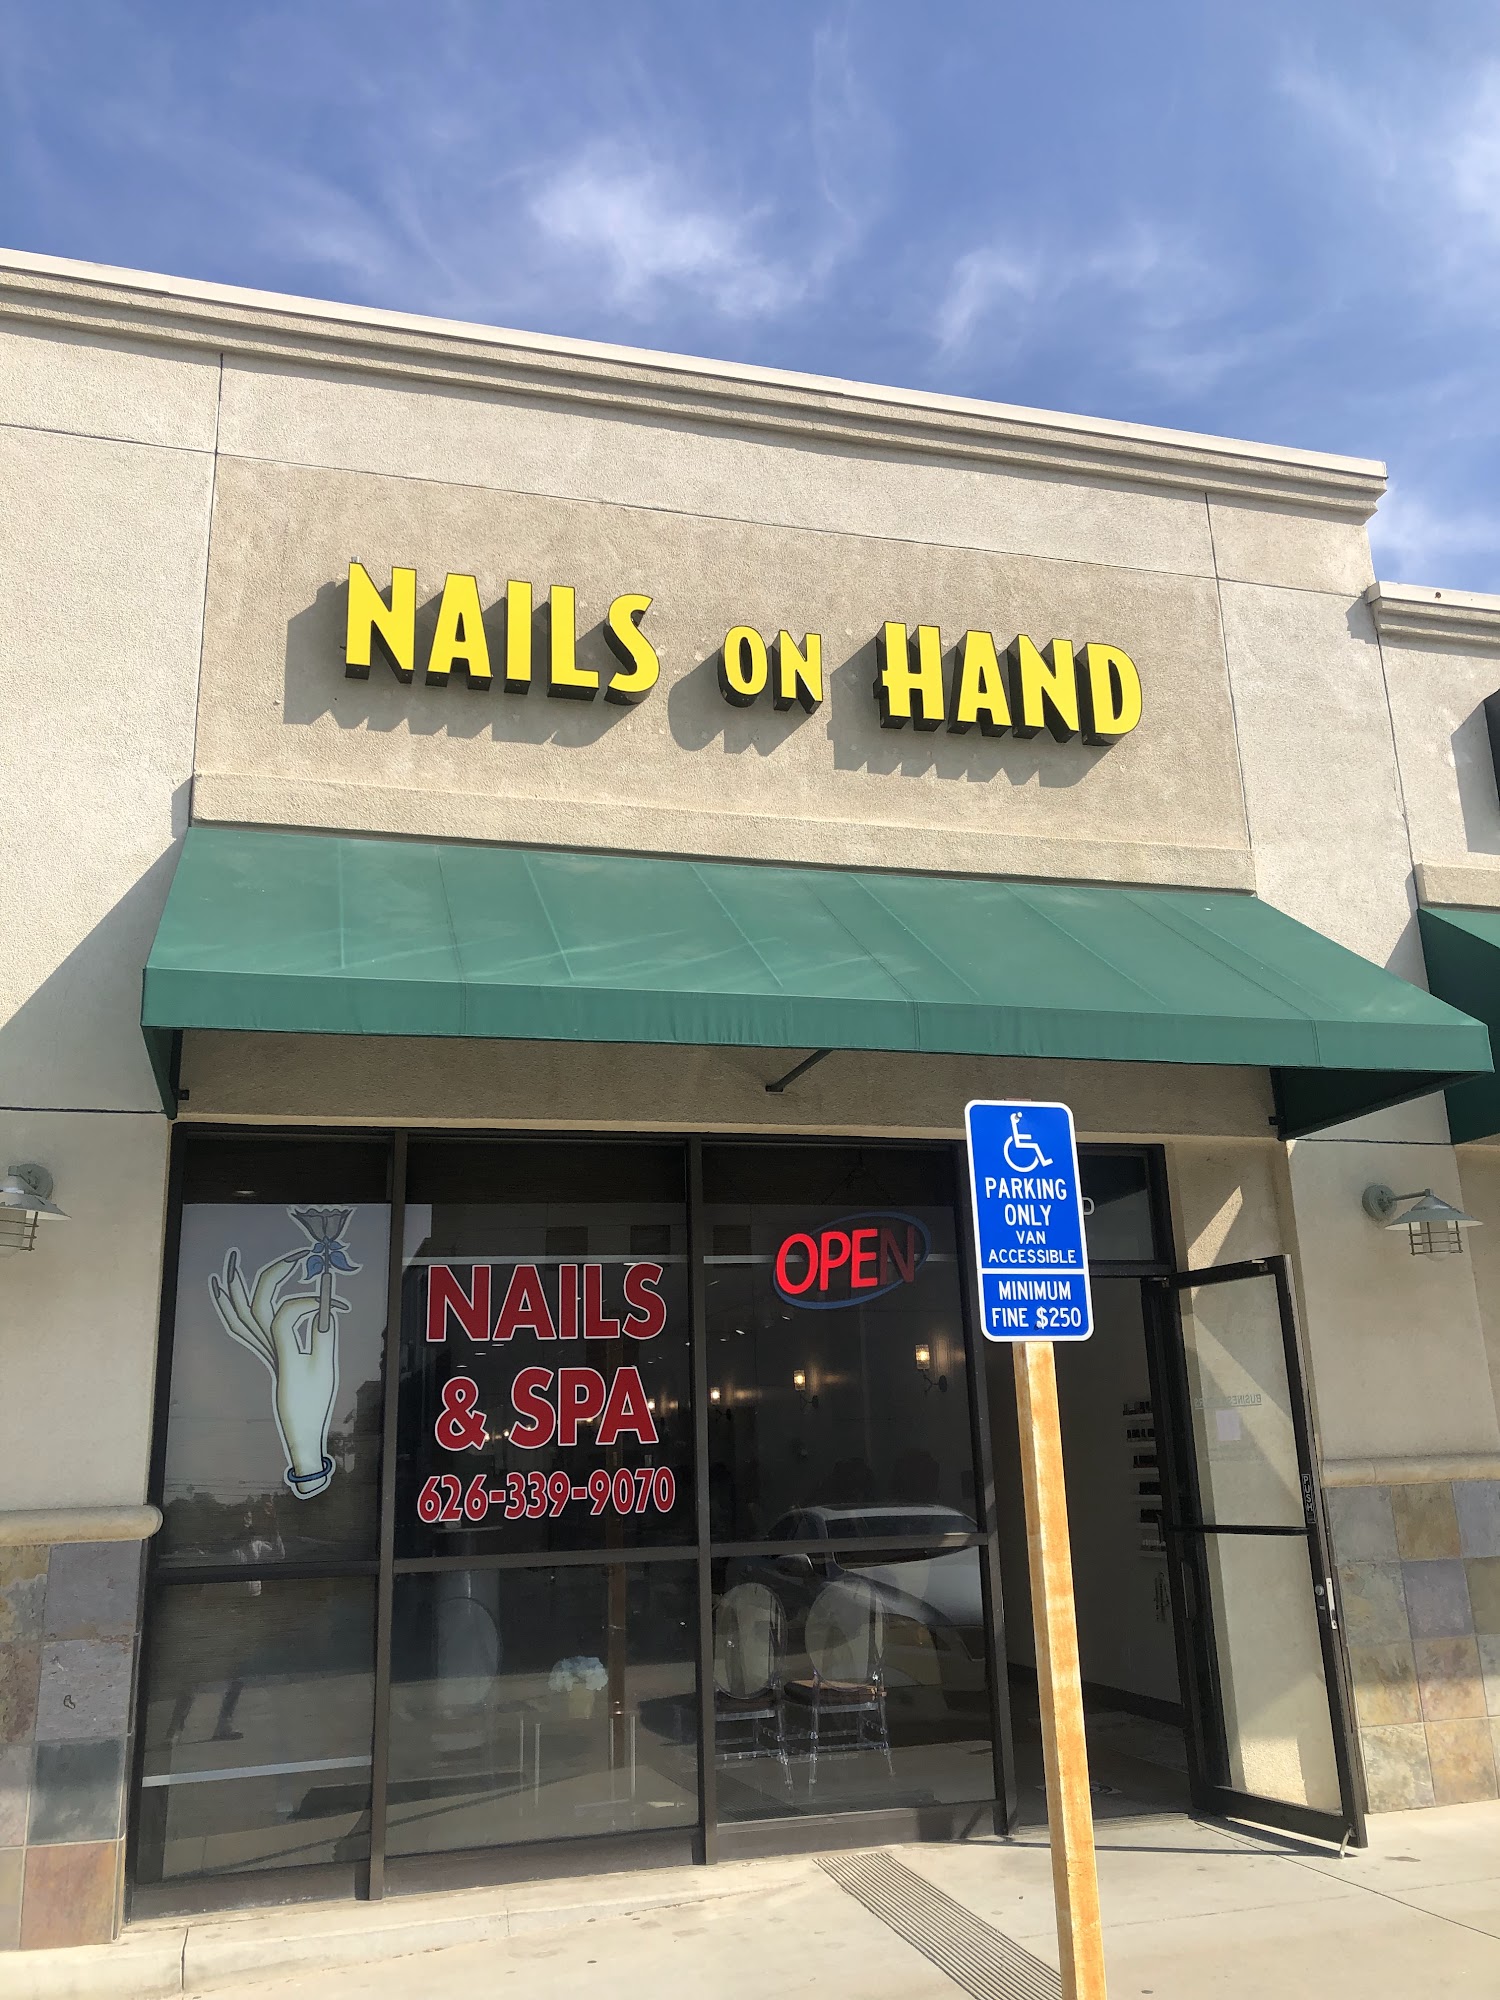 NAILS ON HAND
NAILS
& SPA
626-339-9070
OPEN
PARKING
ONLY
VAN
ACCESSIBLE
MINIMUM
FINE $250
D
PUSH